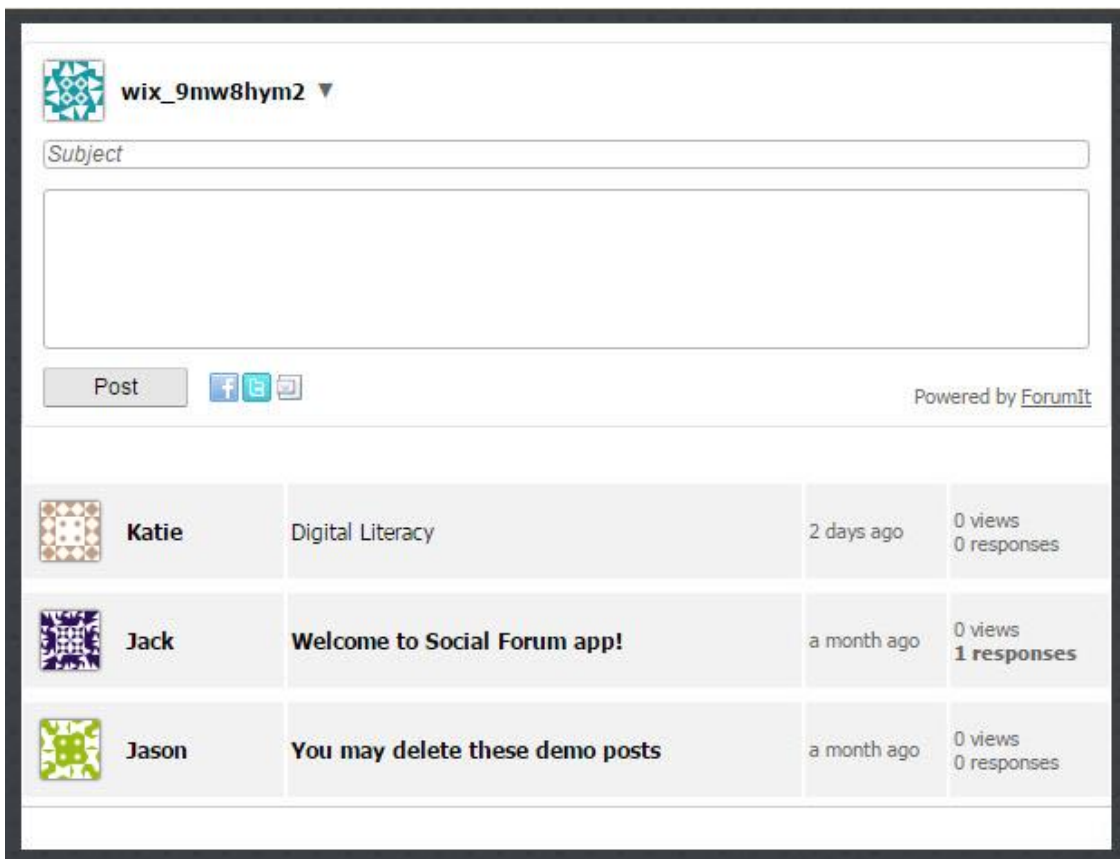 wix_9mw8hym2 ▼
Subject
Post
Powered by ForumIt
Katie
Digital Literacy
2 days ago
0 views
0 responses
Jack
Welcome to Social Forum app!
a month ago
0 views
1 responses
Jason
You may delete these demo posts
a month ago
0 views
0 responses